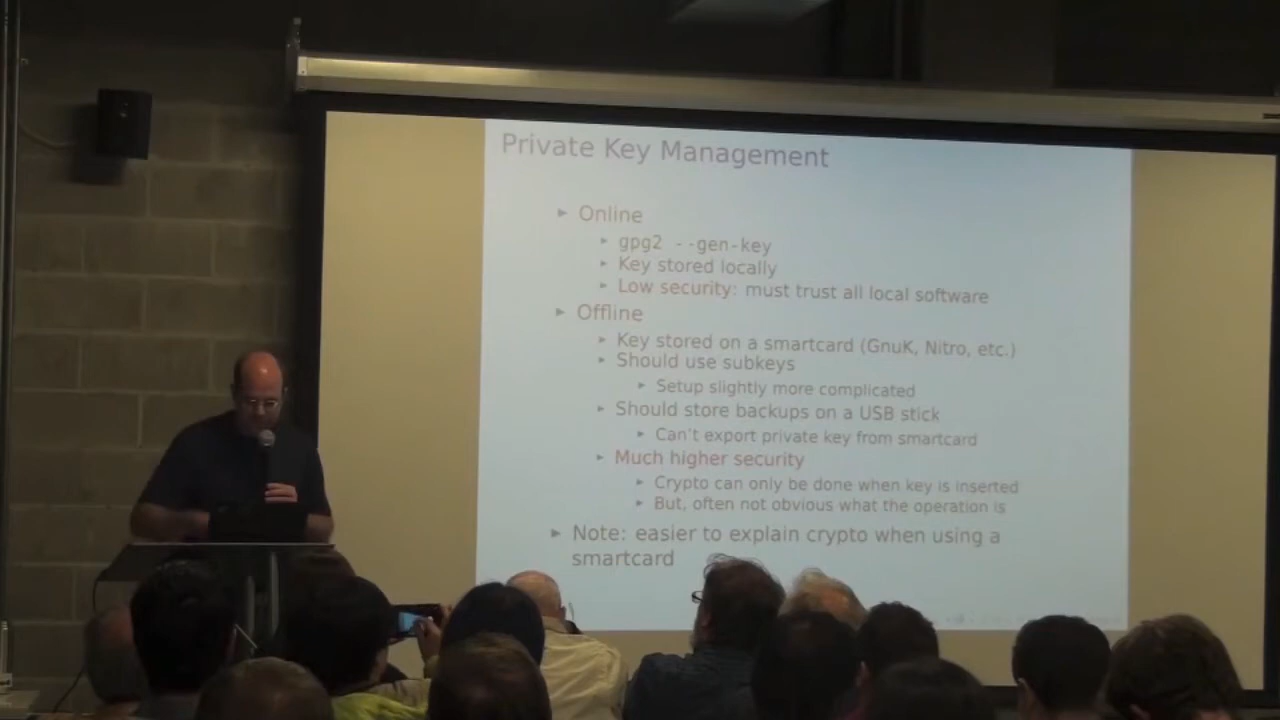 Private Key Management
► Online
► gpg2 --gen-key
► Key stored locally
► Low security: must trust all local software
► Offline
► Key stored on a smartcard (GnuK, Nitro, etc.)
► Should use subkeys
► Setup slightly more complicated
► Should store backups on a USB stick
► Can't export private key from smartcard
► Much higher security
► Crypto can only be done when key is inserted
► But, often not obvious what the operation is
► Note: easier to explain crypto when using a
smartcard